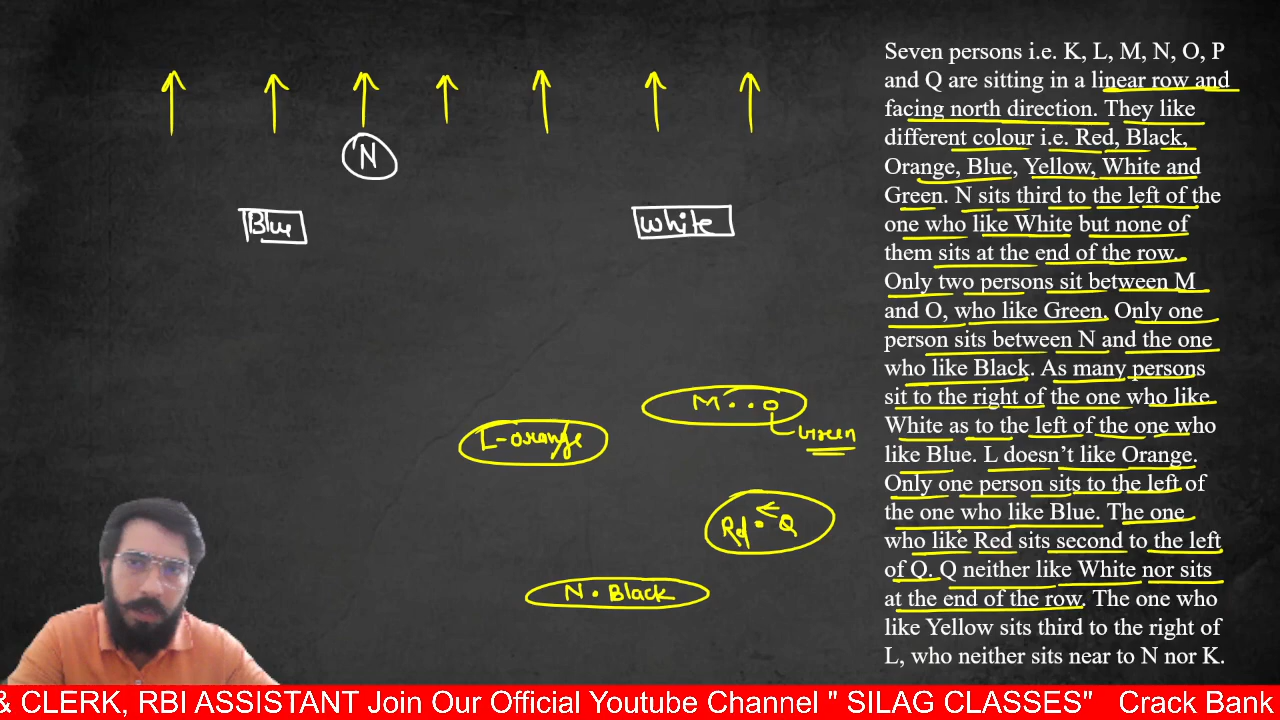 N
Blue
White
M..O
Green
L-orange
Red . Q
N . Black
Seven persons i.e. K, L, M, N, O, P
and Q are sitting in a linear row and
facing north direction. They like
different colour i.e. Red, Black,
Orange, Blue, Yellow, White and
Green. N sits third to the left of the
one who like White but none of
them sits at the end of the row.
Only two persons sit between M
and O, who like Green. Only one
person sits between N and the one
who like Black. As many persons
sit to the right of the one who like
White as to the left of the one who
like Blue. L doesn't like Orange.
Only one person sits to the left of
the one who like Blue. The one
who like Red sits second to the left
of Q. Q neither like White nor sits
at the end of the row. The one who
like Yellow sits third to the right of
L, who neither sits near to N nor K.
& CLERK, RBI ASSISTANT Join Our Official Youtube Channel " SILAG CLASSES" Crack Bank